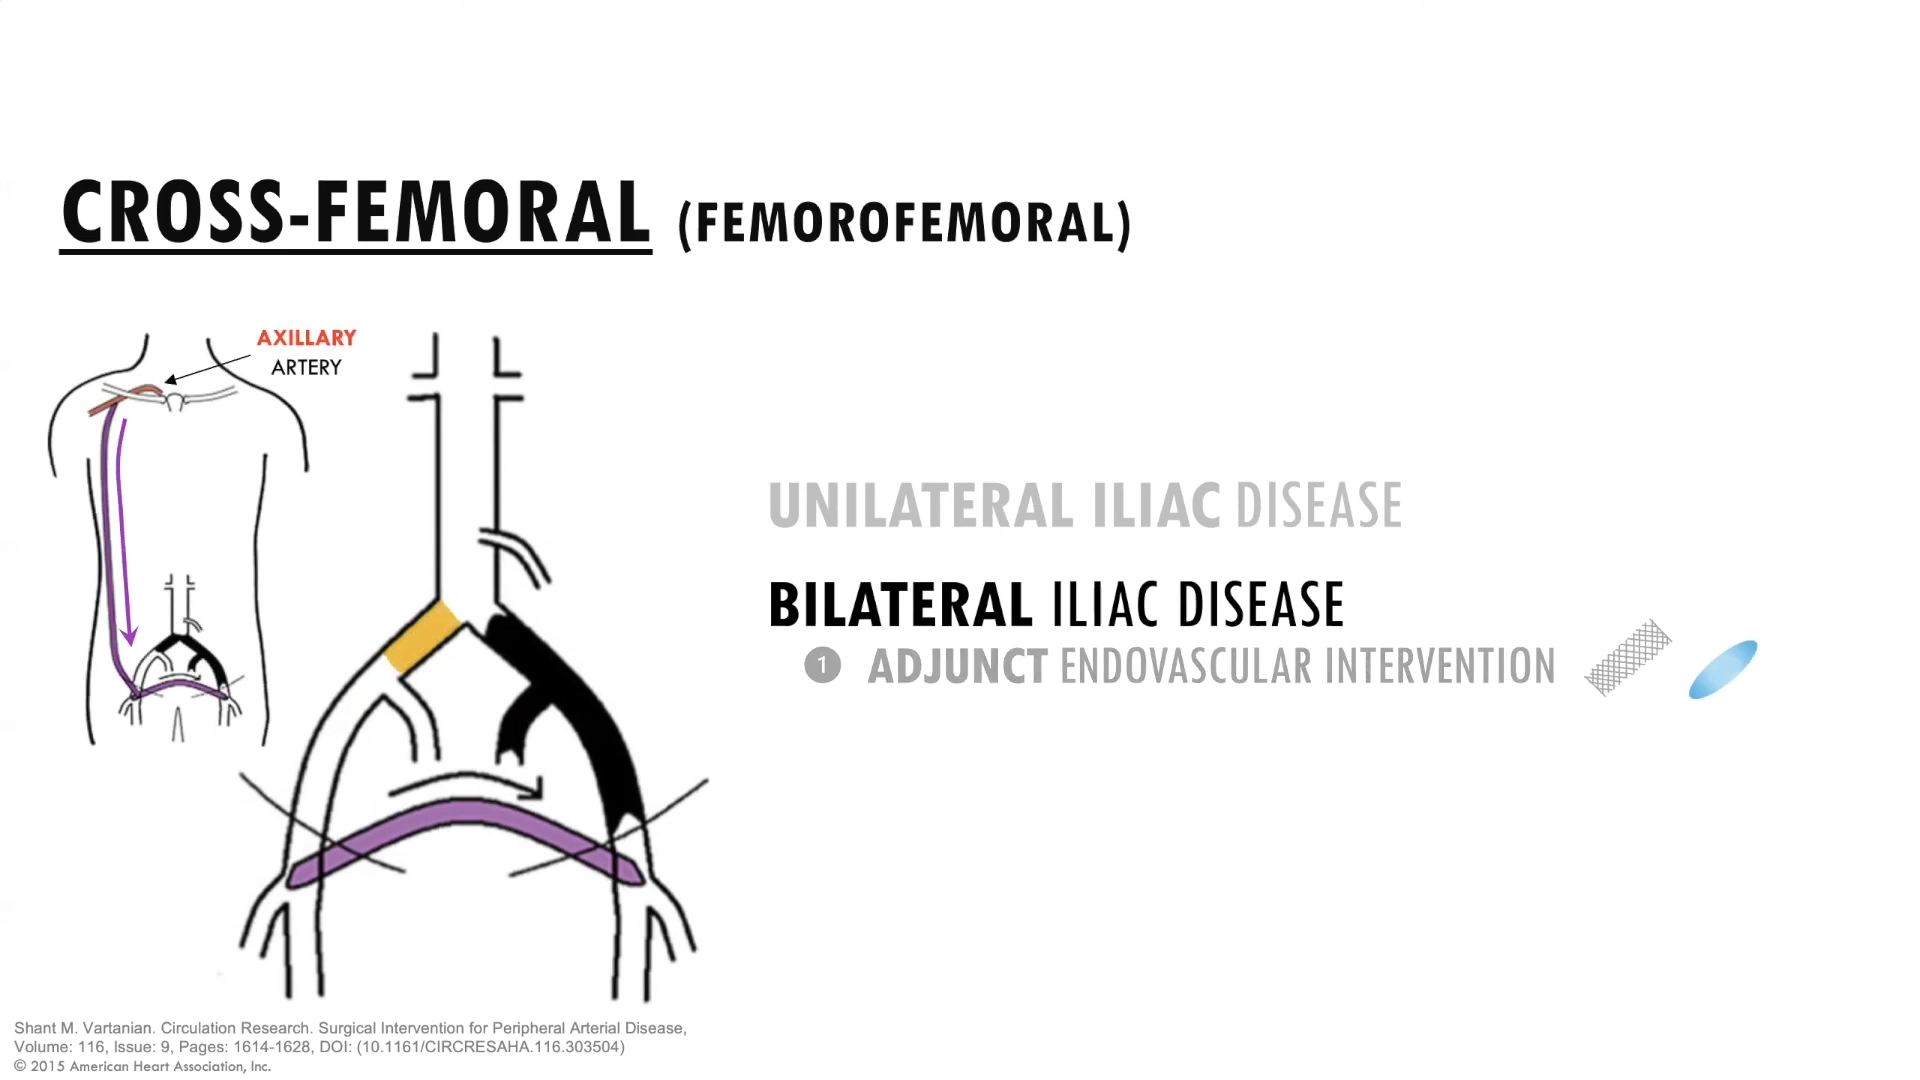 CROSS-FEMORAL (FEMOROFEMORAL)
AXILLARY
ARTERY
UNILATERAL ILIAC DISEASE
BILATERAL ILIAC DISEASE
1 ADJUNCT ENDOVASCULAR INTERVENTION
Shant M. Vartanian. Circulation Research. Surgical Intervention for Peripheral Arterial Disease,
Volume: 116, Issue: 9, Pages: 1614-1628, DOI: (10.1161/CIRCRESAHA.116.303504)
© 2015 American Heart Association, Inc.